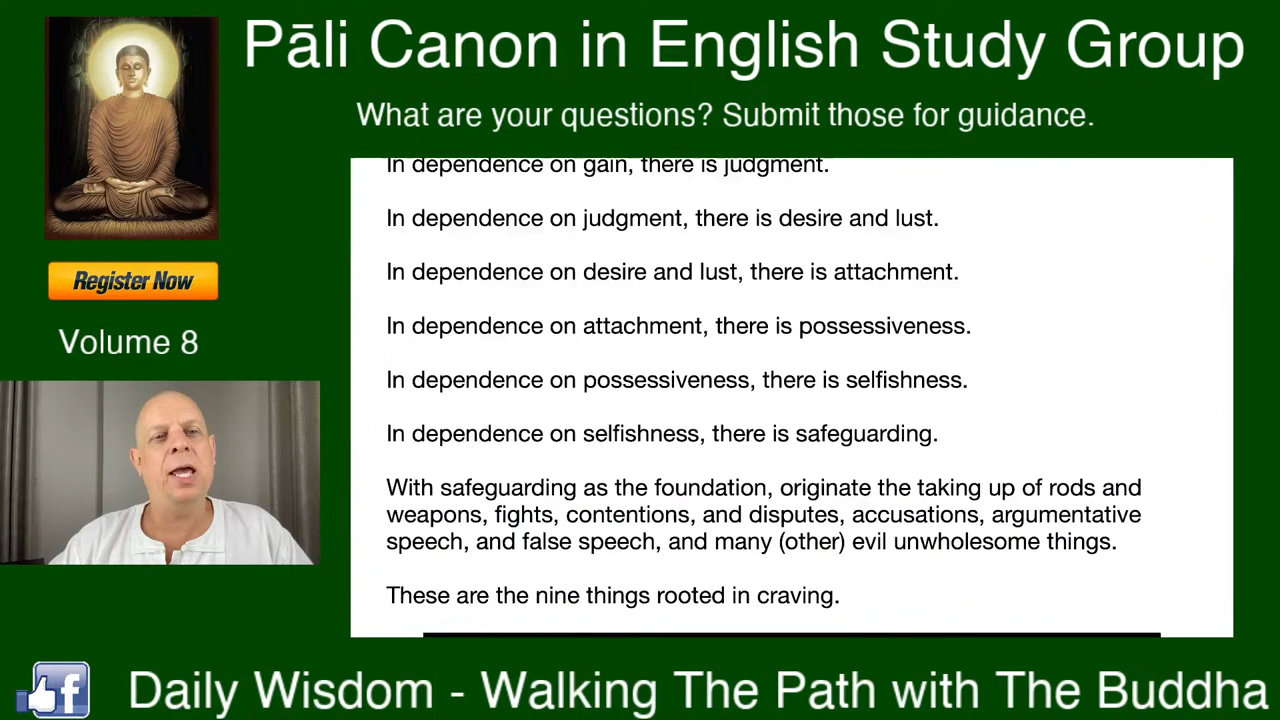 Pāli Canon in English Study Group
What are your questions? Submit those for guidance.
Register Now
Volume 8
In dependence on gain, there is judgment.
In dependence on judgment, there is desire and lust.
In dependence on desire and lust, there is attachment.
In dependence on attachment, there is possessiveness.
In dependence on possessiveness, there is selfishness.
In dependence on selfishness, there is safeguarding.
With safeguarding as the foundation, originate the taking up of rods and
weapons, fights, contentions, and disputes, accusations, argumentative
speech, and false speech, and many (other) evil unwholesome things.
These are the nine things rooted in craving.
f
Daily Wisdom - Walking The Path with The Buddha